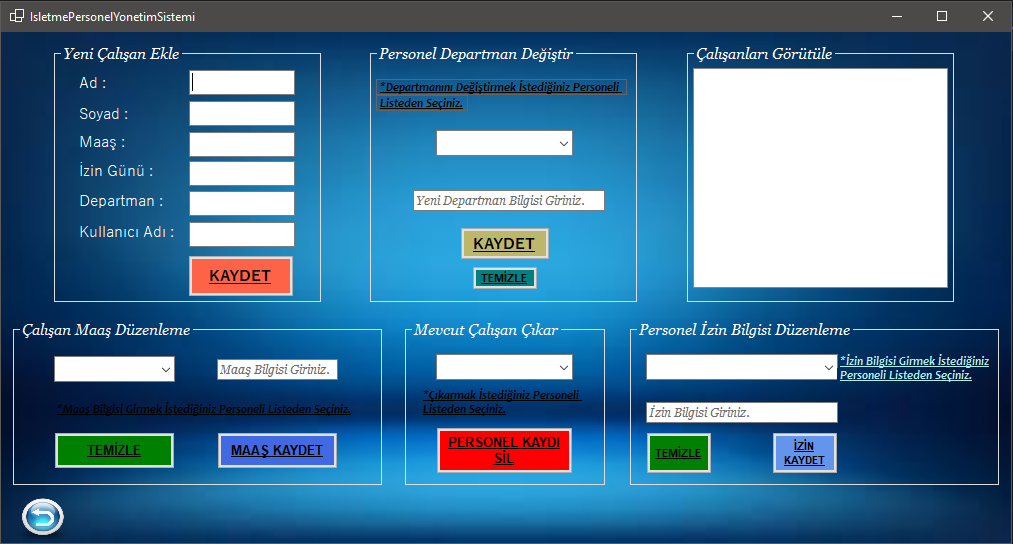 IsletmePersonelYonetimSistemi
Yeni Çalışan Ekle
Ad :
Soyad :
Maaş :
İzin Günü :
Departman :
Kullanıcı Adı :
KAYDET
Personel Departman Değiştir
*Departmanını Değiştirmek İstediğiniz Personeli
Listeden Seçiniz.
Yeni Departman Bilgisi Giriniz.
KAYDET
TEMİZLE
Çalışanları Görütüle
Çalışan Maaş Düzenleme
Maaş Bilgisi Giriniz.
*Maaş Bilgisi Girmek İstediğiniz Personeli Listeden Seçiniz.
TEMİZLE
MAAŞ KAYDET
Mevcut Çalışan Çıkar
*Çıkarmak İstediğiniz Personeli
Listeden Seçiniz.
PERSONEL KAYDI
SİL
Personel İzin Bilgisi Düzenleme
*İzin Bilgisi Girmek İstediğiniz
Personeli Listeden Seçiniz.
İzin Bilgisi Giriniz.
TEMİZLE
İZİN
KAYDET